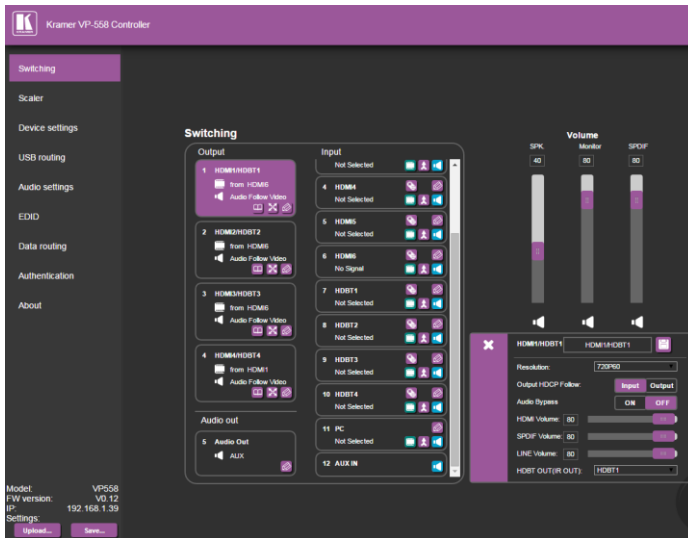 KRAMER
Kramer VP-558 Controller
Switching
Scaler
Device settings
USB routing
Audio settings
EDID
Data routing
Authentication
About
Model: VP558
FW version: V0.12
IP: 192.168.1.39
Settings:
Upload... Save...
Switching
Output
1 HDMI1/HDBT1
from HDMI6
Audio Follow Video
2 HDMI2/HDBT2
from HDMI6
Audio Follow Video
3 HDMI3/HDBT3
from HDMI6
Audio Follow Video
4 HDMI4/HDBT4
from HDMI1
Audio Follow Video
Audio out
5 Audio Out
AUX
Input
Not Selected
4 HDMI4
Not Selected
5 HDMI5
Not Selected
6 HDMI6
No Signal
7 HDBT1
Not Selected
8 HDBT2
Not Selected
9 HDBT3
Not Selected
10 HDBT4
Not Selected
11 PC
Not Selected
12 AUX IN
Volume
SPK Monitor SPDIF
40 80 80
HDMI1/HDBT1 HDMI1/HDBT1
Resolution: 720P60
Output HDCP Follow: Input Output
Audio Bypass ON OFF
HDMI Volume: 80
SPDIF Volume: 80
LINE Volume: 80
HDBT OUT(IR OUT): HDBT1